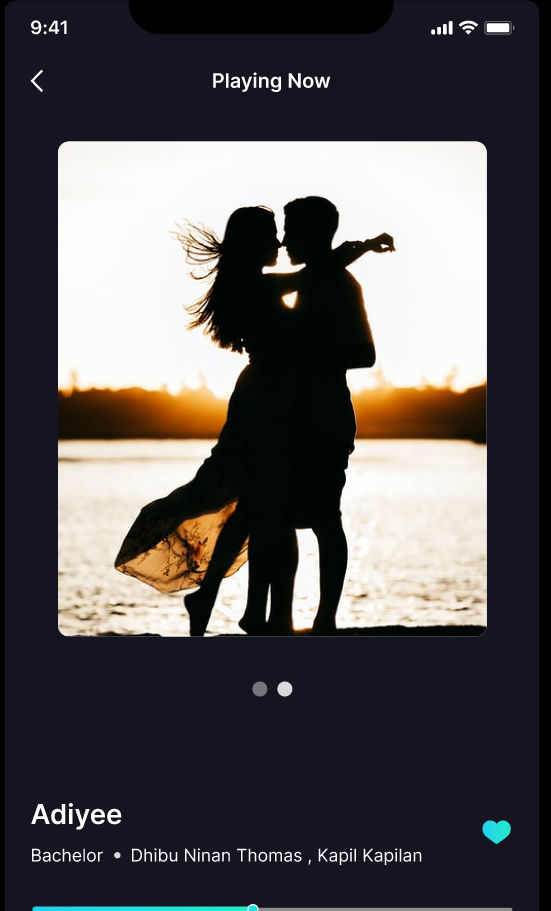 9:41
Playing Now
Adiyee
Bachelor • Dhibu Ninan Thomas , Kapil Kapilan